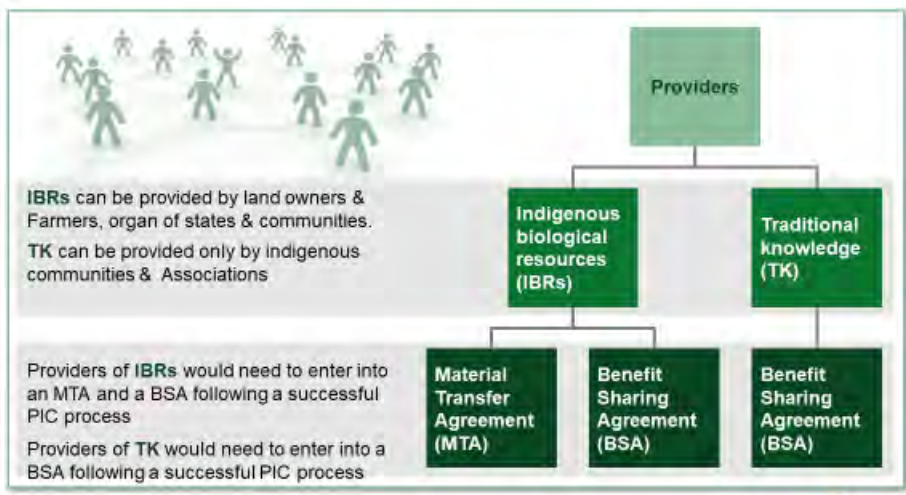 Providers
IBRs can be provided by land owners &
Farmers, organ of states & communities.
TK can be provided only by indigenous
communities & Associations
Indigenous
biological
resources
(IBRs)
Traditional
knowledge
(TK)
Providers of IBRs would need to enter into
an MTA and a BSA following a successful
PIC process
Providers of TK would need to enter into a
BSA following a successful PIC process
Material
Transfer
Agreement
(MTA)
Benefit
Sharing
Agreement
(BSA)
Benefit
Sharing
Agreement
(BSA)